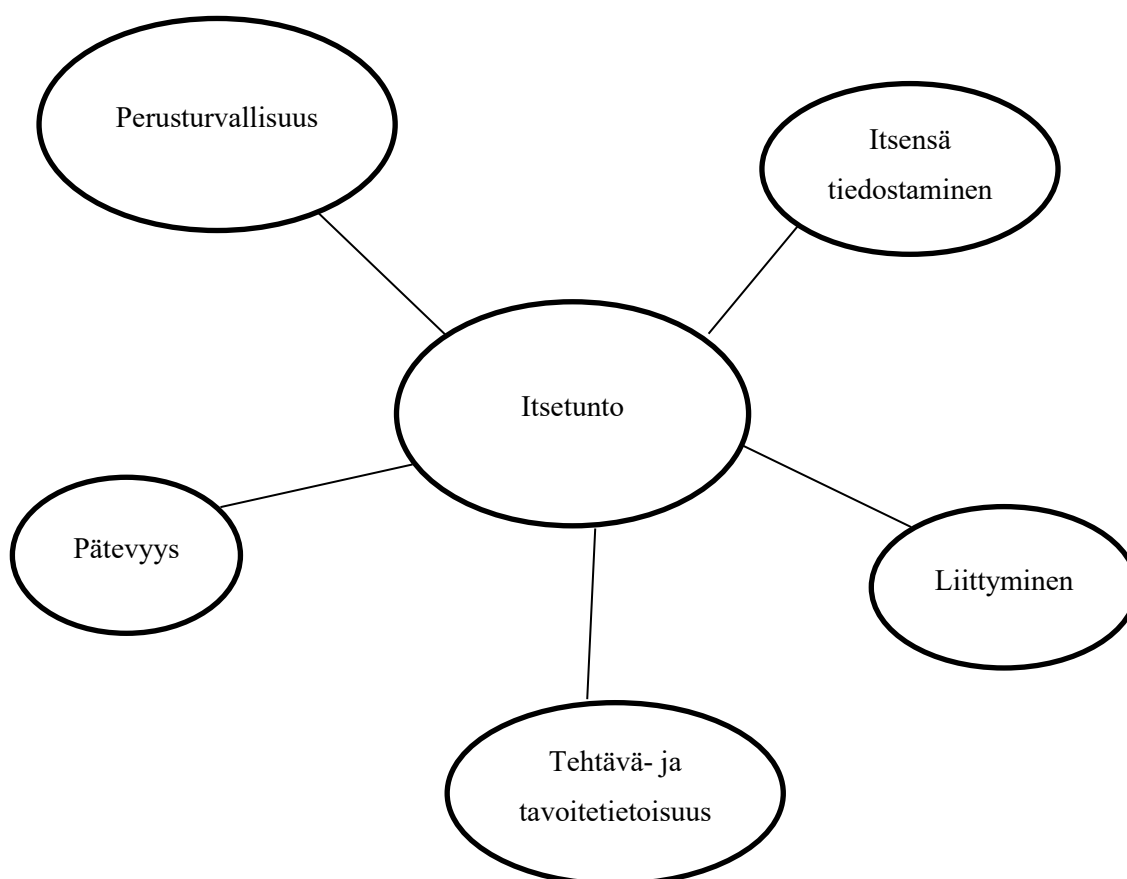 Perusturvallisuus
Itsensä
tiedostaminen
Itsetunto
Pätevyys
Liittyminen
Tehtävä- ja
tavoitetietoisuus